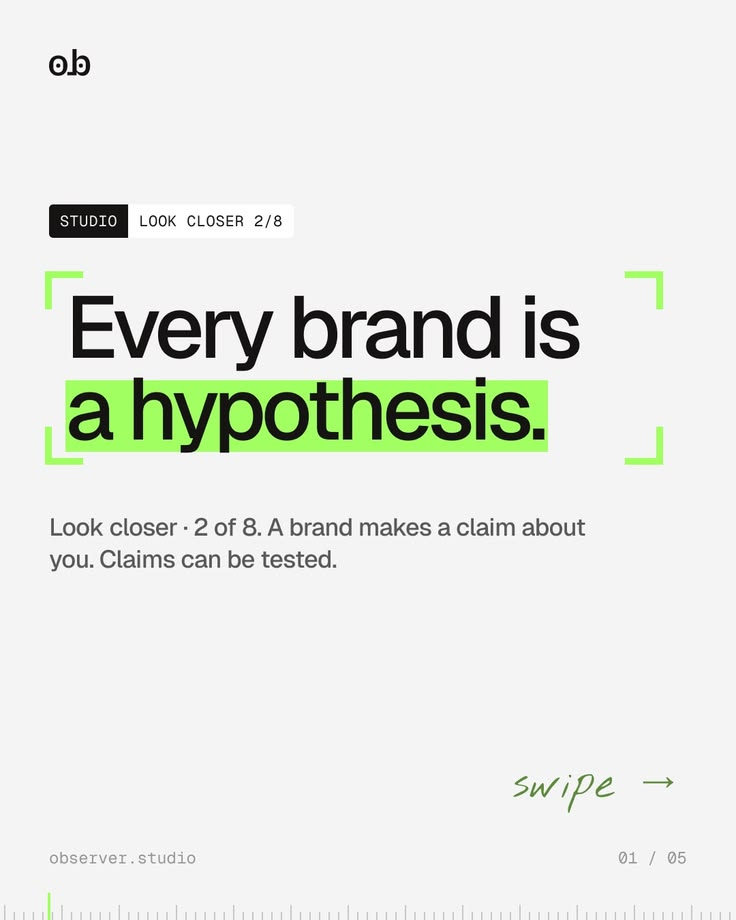 ob
STUDIO LOOK CLOSER 2/8
Every brand is
a hypothesis.
Look closer · 2 of 8. A brand makes a claim about
you. Claims can be tested.
swipe →
observer.studio 01 / 05